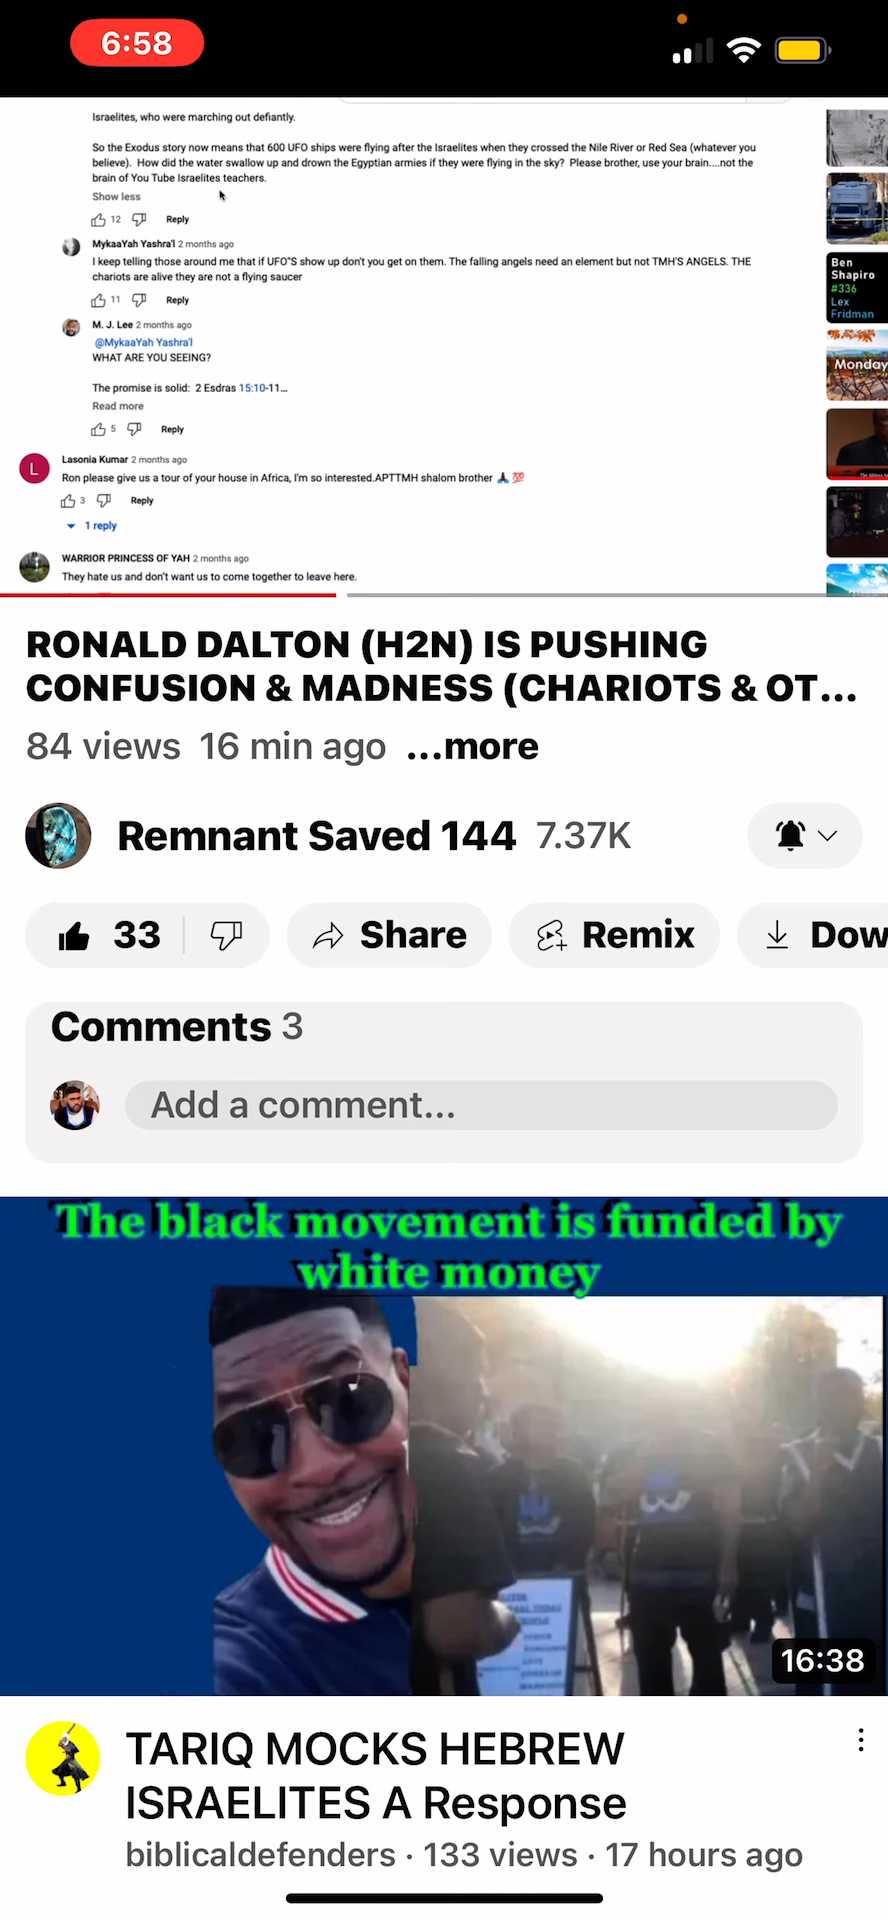 6:58
Israelites, who were marching out defiantly.
So the Exodus story now means that 600 UFO ships were flying after the Israelites when they crossed the Nile River or Red Sea (whatever you
believe). How did the water swallow up and drown the Egyptian armies if they were flying in the sky? Please brother, use your brain....not the
brain of You Tube Israelites teachers.
Show less
12 Reply
MykaaYah Yashra'l 2 months ago
I keep telling those around me that if UFO"S show up don't you get on them. The falling angels need an element but not TMH'S ANGELS. THE
chariots are alive they are not a flying saucer
11 Reply
M. J. Lee 2 months ago
@MykaaYah Yashra'l
WHAT ARE YOU SEEING?
The promise is solid: 2 Esdras 15:10-11...
Read more
5 Reply
L
Lasonia Kumar 2 months ago
Ron please give us a tour of your house in Africa, I'm so interested.APTTMH shalom brother 🙏🏿 💯
3 Reply
1 reply
WARRIOR PRINCESS OF YAH 2 months ago
They hate us and don't want us to come together to leave here.
Ben
Shapiro
#336
Lex
Fridman
Monday
RONALD DALTON (H2N) IS PUSHING
CONFUSION & MADNESS (CHARIOTS & OT...
84 views 16 min ago ...more
Remnant Saved 144 7.37K
33 Share Remix Dow
Comments 3
Add a comment...
The black movement is funded by
white money
16:38
TARIQ MOCKS HEBREW
ISRAELITES A Response
biblicaldefenders · 133 views · 17 hours ago